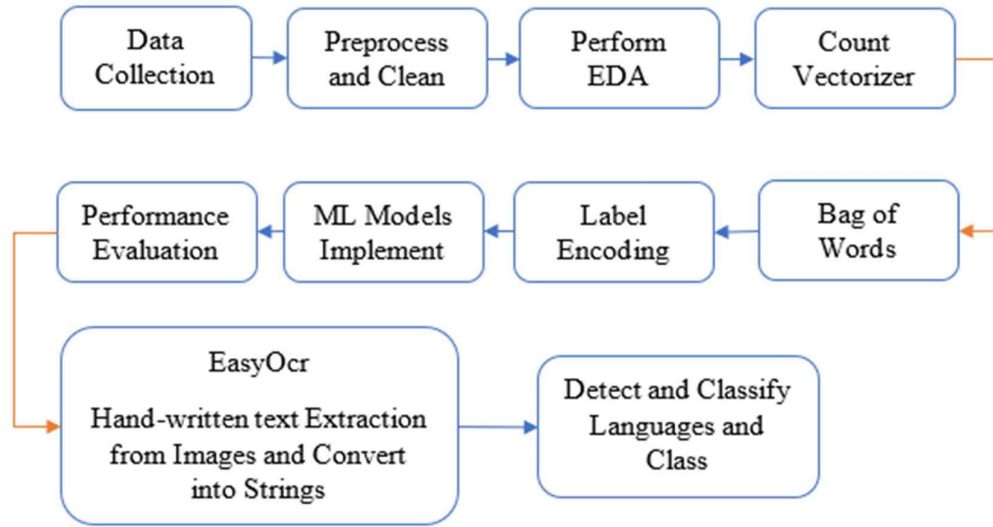 Data
Collection
Preprocess
and Clean
Perform
EDA
Count
Vectorizer
Bag of
Words
Label
Encoding
ML Models
Implement
Performance
Evaluation
EasyOcr
Hand-written text Extraction
from Images and Convert
into Strings
Detect and Classify
Languages and
Class